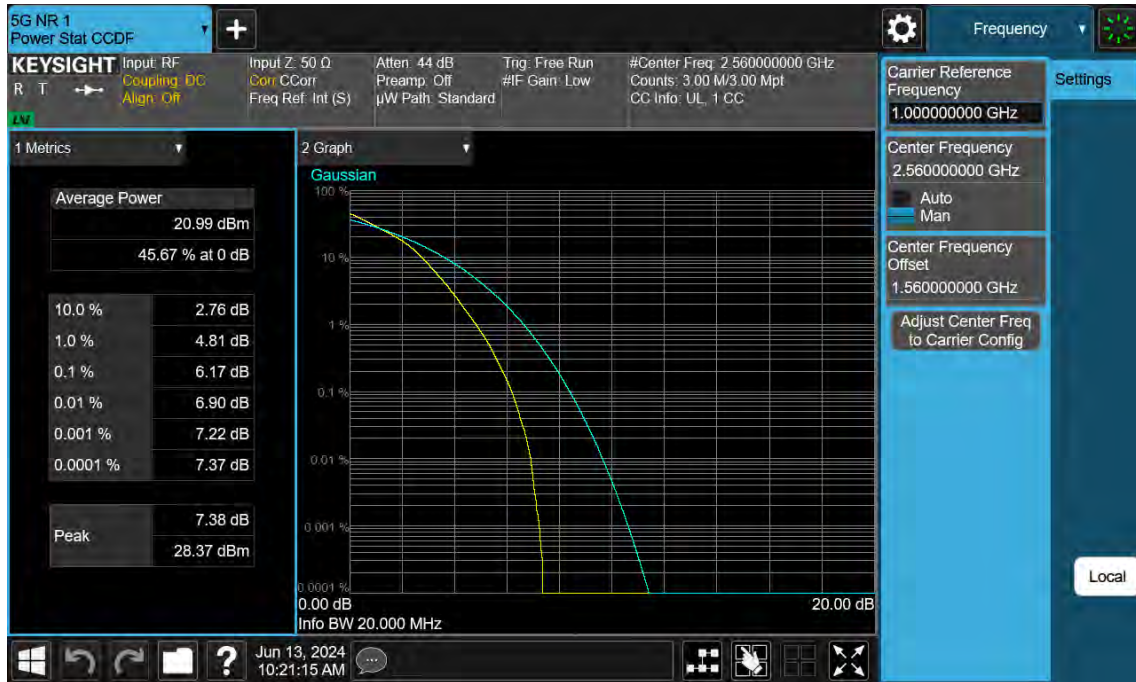 5G NR 1
Power Stat CCDF
Frequency
KEYSIGHT
R T
LXI
Input: RF
Coupling: DC
Align: Off
Input Z: 50 Ω
Corr CCorr
Freq Ref: Int (S)
Atten: 44 dB
Preamp: Off
µW Path: Standard
Trig: Free Run
#IF Gain: Low
#Center Freq: 2.560000000 GHz
Counts: 3.00 M/3.00 Mpt
CC Info: UL, 1 CC
1 Metrics
Average Power
20.99 dBm
45.67 % at 0 dB
10.0 % 2.76 dB
1.0 % 4.81 dB
0.1 % 6.17 dB
0.01 % 6.90 dB
0.001 % 7.22 dB
0.0001 % 7.37 dB
Peak
7.38 dB
28.37 dBm
2 Graph
Gaussian
100 %
10 %
1 %
0.1 %
0.01 %
0.001 %
0.0001 %
0.00 dB 20.00 dB
Info BW 20.000 MHz
Carrier Reference
Frequency
1.000000000 GHz
Center Frequency
2.560000000 GHz
Auto
Man
Center Frequency
Offset
1.560000000 GHz
Adjust Center Freq
to Carrier Config
Settings
Local
?
Jun 13, 2024
10:21:15 AM